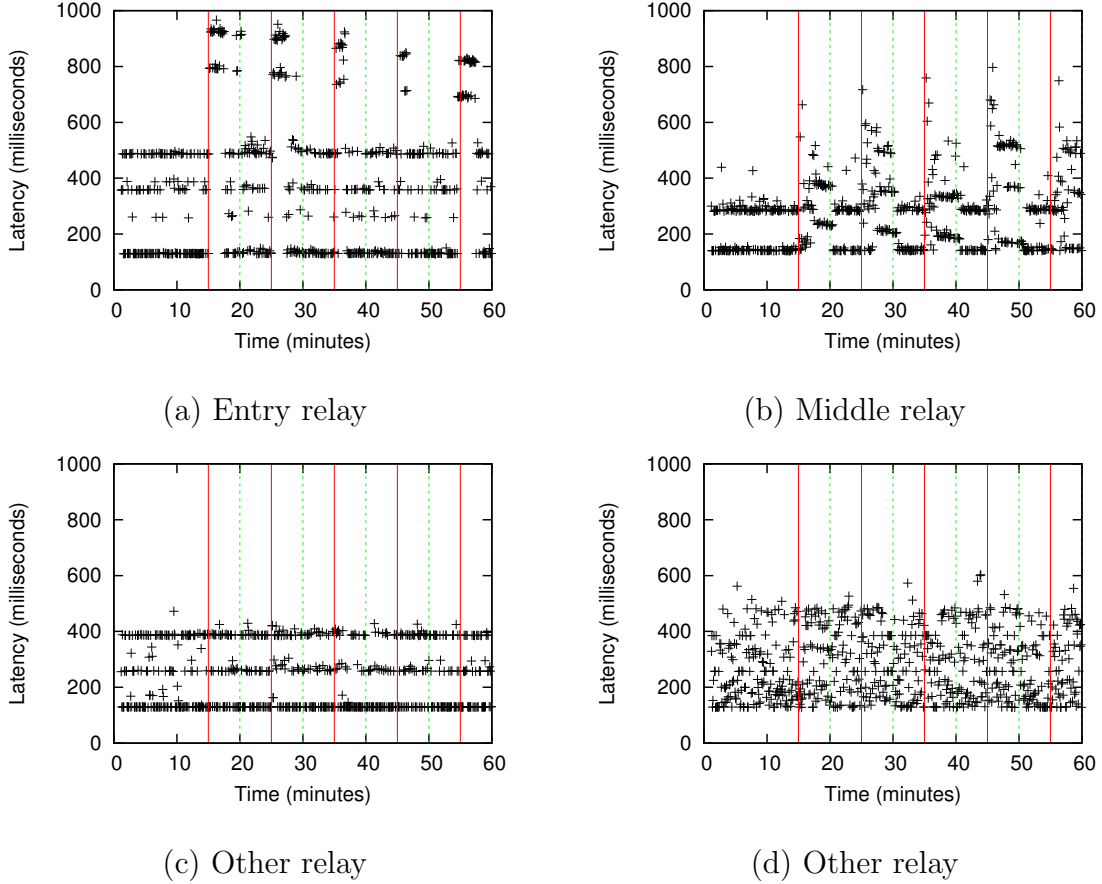 1000
800
600
400
200
0
Latency (milliseconds)
0 10 20 30 40 50 60
Time (minutes)
(a) Entry relay
1000
800
600
400
200
0
Latency (milliseconds)
0 10 20 30 40 50 60
Time (minutes)
(b) Middle relay
1000
800
600
400
200
0
Latency (milliseconds)
0 10 20 30 40 50 60
Time (minutes)
(c) Other relay
1000
800
600
400
200
0
Latency (milliseconds)
0 10 20 30 40 50 60
Time (minutes)
(d) Other relay